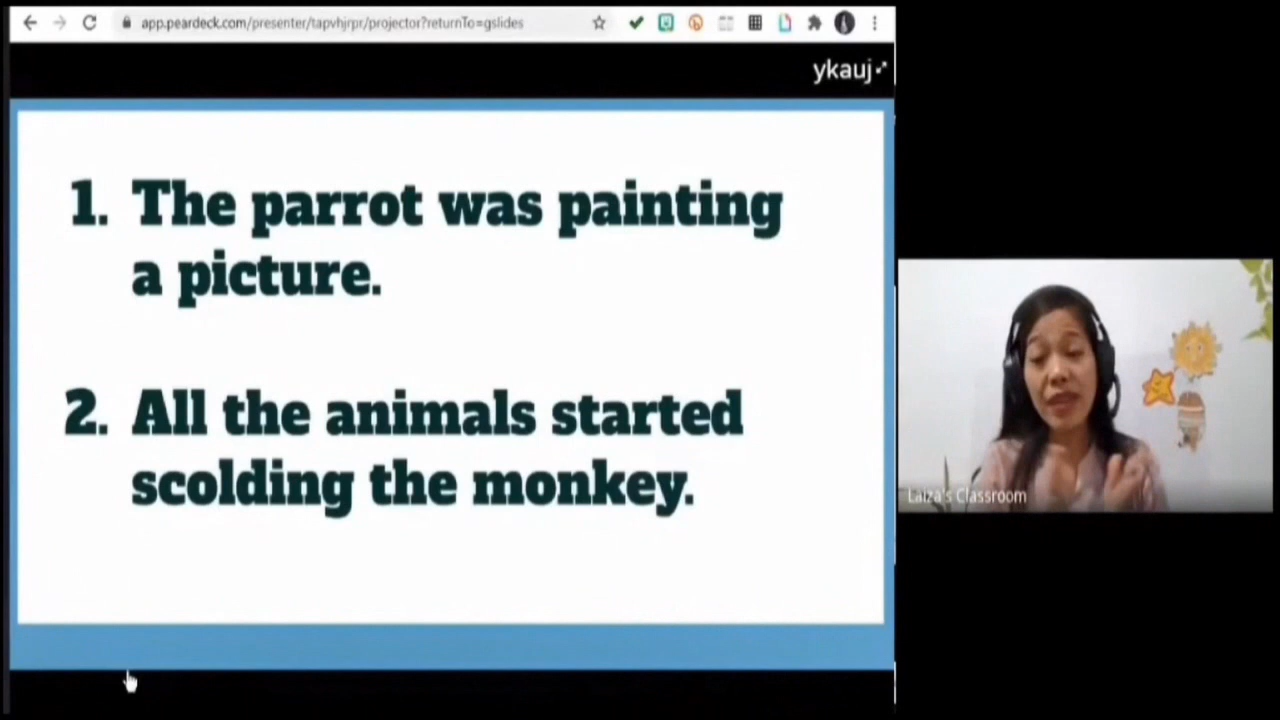 app.peardeck.com/presenter/tapvhjrpr/projector?returnTo=gslides
ykauj
1. The parrot was painting
a picture.
2. All the animals started
scolding the monkey.
Laiza's Classroom